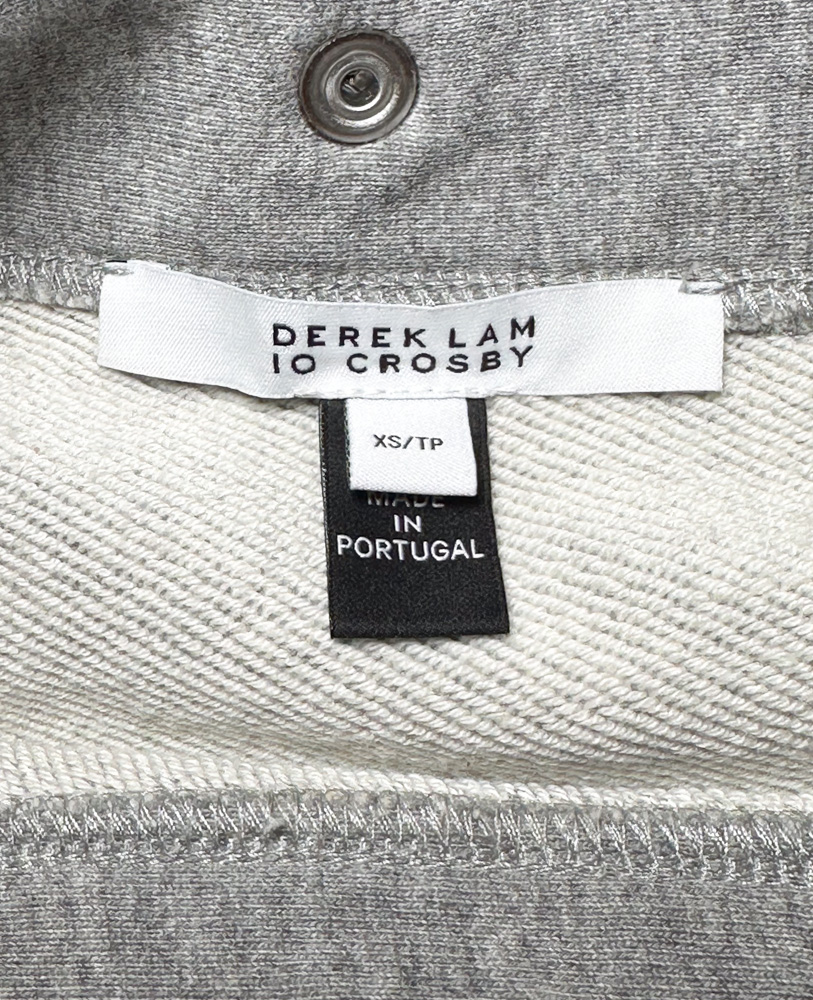 DEREK LAM
10 CROSBY
XS/TP
MADE
IN
PORTUGAL